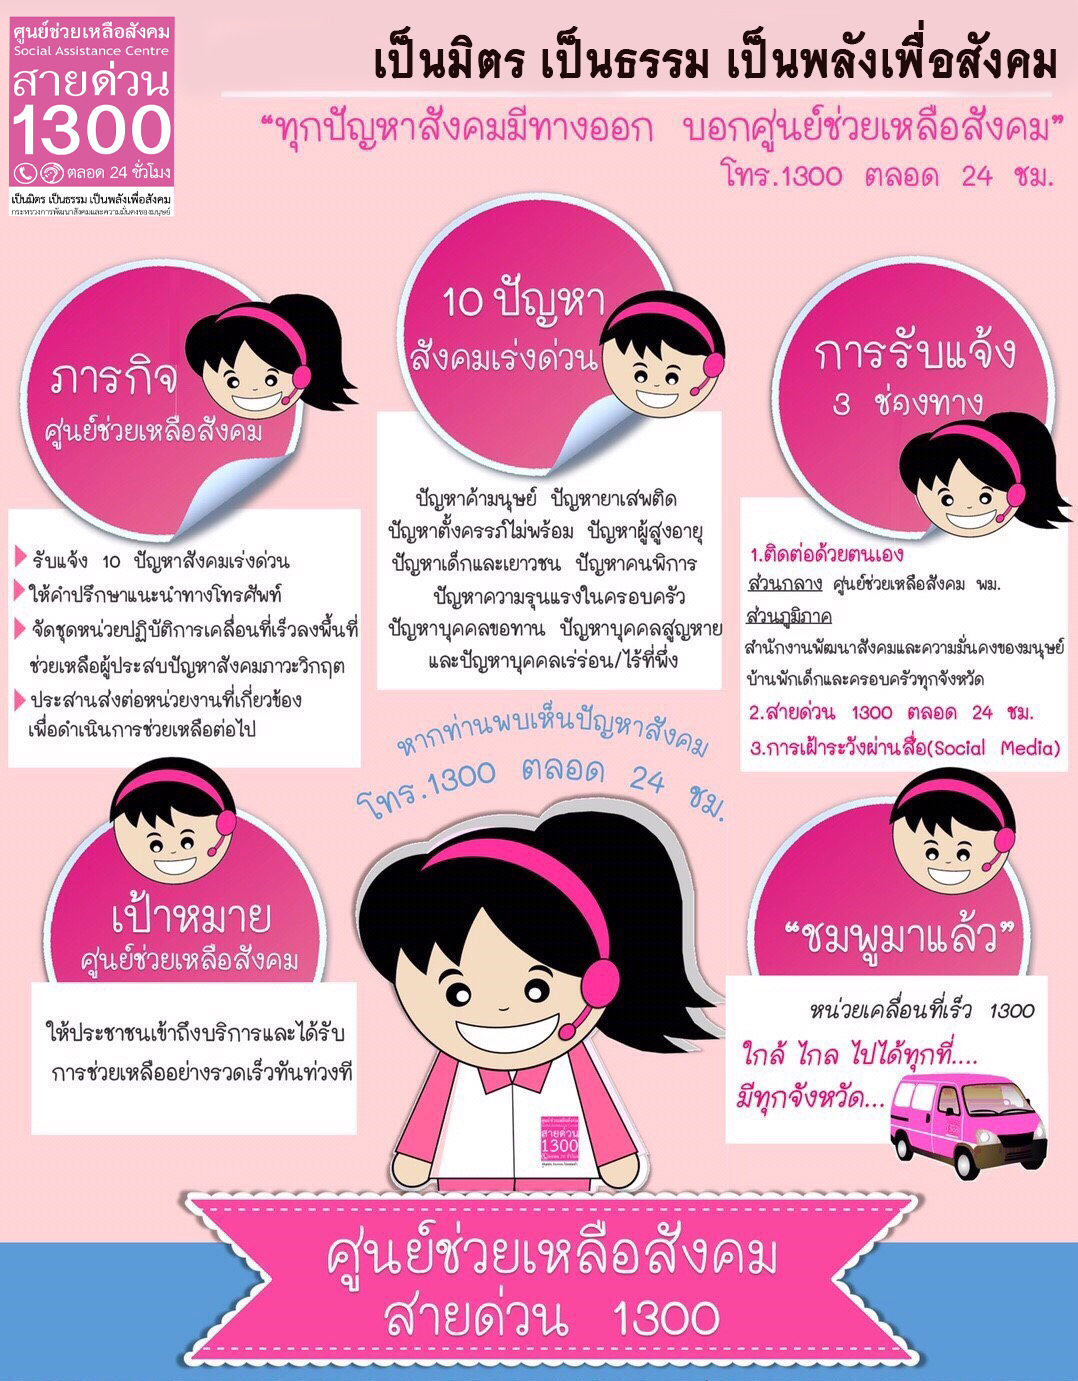 ศูนย์ช่วยเหลือสังคม
Social Assistance Centre
สายด่วน
1300
ตลอด 24 ชั่วโมง
เป็นมิตร เป็นธรรม เป็นพลังเพื่อสังคม
กระทรวงการพัฒนาสังคมและความมั่นคงของมนุษย์
เป็นมิตร เป็นธรรม เป็นพลังเพื่อสังคม
“ทุกปัญหาสังคมมีทางออก บอกศูนย์ช่วยเหลือสังคม”
โทร.1300 ตลอด 24 ชม.
ภารกิจ
ศูนย์ช่วยเหลือสังคม
รับแจ้ง 10 ปัญหาสังคมเร่งด่วน
ให้คำปรึกษาแนะนำทางโทรศัพท์
จัดชุดหน่วยปฏิบัติการเคลื่อนที่เร็วลงพื้นที่
ช่วยเหลือผู้ประสบปัญหาสังคมภาวะวิกฤต
ประสานส่งต่อหน่วยงานที่เกี่ยวข้อง
เพื่อดำเนินการช่วยเหลือต่อไป
10 ปัญหา
สังคมเร่งด่วน
ปัญหาค้ามนุษย์ ปัญหายาเสพติด
ปัญหาตั้งครรภ์ไม่พร้อม ปัญหาผู้สูงอายุ
ปัญหาเด็กและเยาวชน ปัญหาคนพิการ
ปัญหาความรุนแรงในครอบครัว
ปัญหาบุคคลขอทาน ปัญหาบุคคลสูญหาย
และปัญหาบุคคลเร่ร่อน/ไร้ที่พึ่ง
การรับแจ้ง
3 ช่องทาง
1.ติดต่อด้วยตนเอง
ส่วนกลาง ศูนย์ช่วยเหลือสังคม พม.
ส่วนภูมิภาค
สำนักงานพัฒนาสังคมและความมั่นคงของมนุษย์
บ้านพักเด็กและครอบครัวทุกจังหวัด
2.สายด่วน 1300 ตลอด 24 ชม.
3.การเฝ้าระวังผ่านสื่อ(Social Media)
หากท่านพบเห็นปัญหาสังคม
โทร.1300 ตลอด 24 ชม.
เป้าหมาย
ศูนย์ช่วยเหลือสังคม
ให้ประชาชนเข้าถึงบริการและได้รับ
การช่วยเหลืออย่างรวดเร็วทันท่วงที
“ชมพูมาแล้ว”
หน่วยเคลื่อนที่เร็ว 1300
ใกล้ ไกล ไปได้ทุกที่....
มีทุกจังหวัด...
1300
สายด่วน
1300
ศูนย์ช่วยเหลือสังคม
สายด่วน 1300